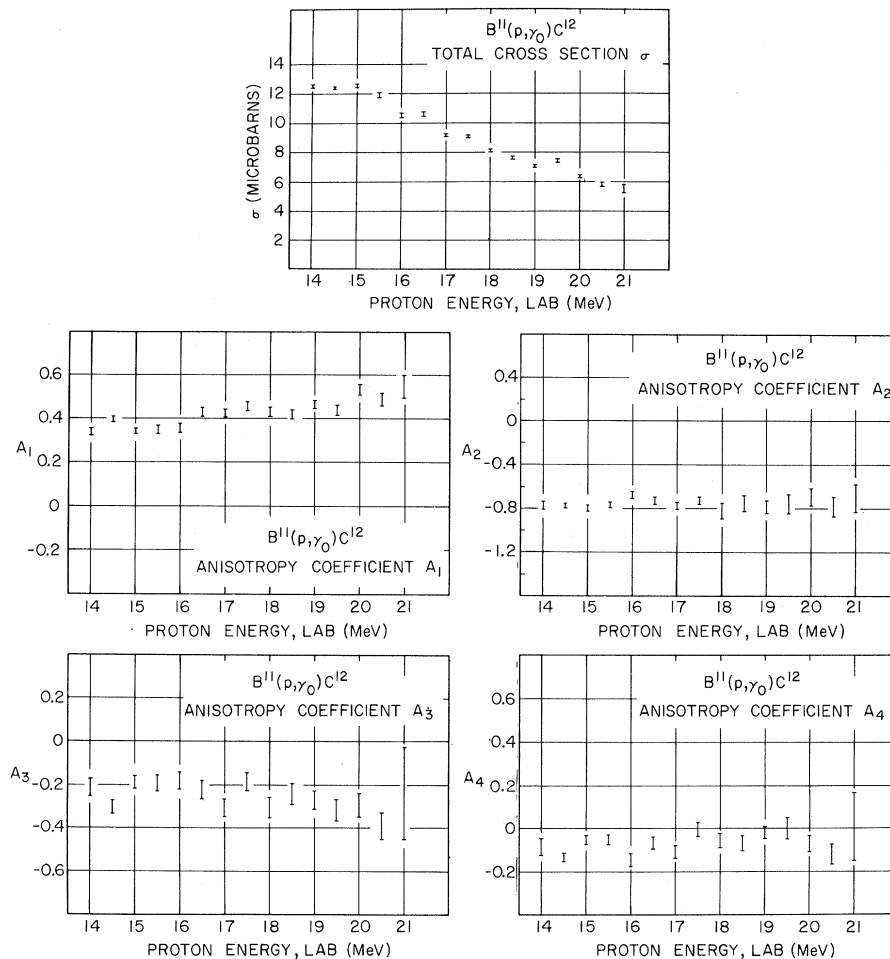 B¹¹(p,γ₀)C¹²
TOTAL CROSS SECTION σ
14
12
10
8
6
4
2
σ (MICROBARNS)
14 15 16 17 18 19 20 21
PROTON ENERGY, LAB (MeV)
0.6
0.4
0.2
0
-0.2
A₁
B¹¹(p,γ₀)C¹²
ANISOTROPY COEFFICIENT A₁
14 15 16 17 18 19 20 21
PROTON ENERGY, LAB (MeV)
B¹¹(p,γ₀)C¹²
ANISOTROPY COEFFICIENT A₂
0.4
0
-0.4
-0.8
-1.2
A₂
14 15 16 17 18 19 20 21
PROTON ENERGY, LAB (MeV)
B¹¹(p,γ₀)C¹²
ANISOTROPY COEFFICIENT A₃
0.2
0
-0.2
-0.4
-0.6
A₃
14 15 16 17 18 19 20 21
PROTON ENERGY, LAB (MeV)
B¹¹(p,γ₀)C¹²
ANISOTROPY COEFFICIENT A₄
0.6
0.4
0.2
0
-0.2
A₄
14 15 16 17 18 19 20 21
PROTON ENERGY, LAB (MeV)